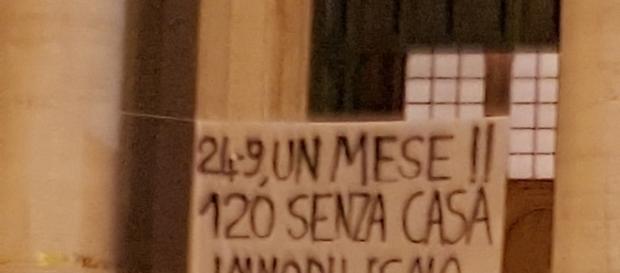 24-9, UN MESE !!
120 SENZA CASA